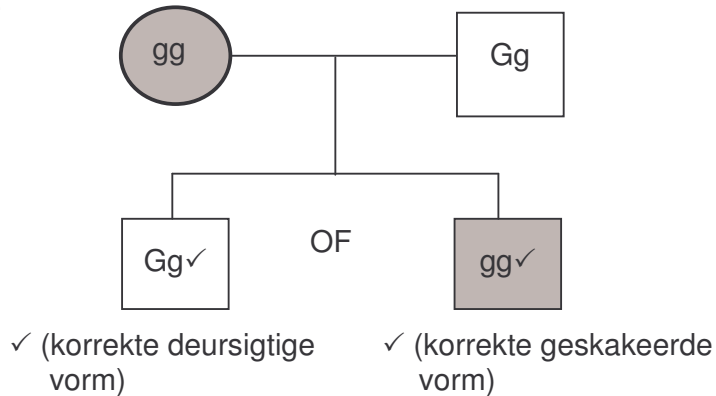 gg
Gg
Gg✓
OF
gg✓
✓ (korrekte deursigtige
vorm)
✓ (korrekte geskakeerde
vorm)